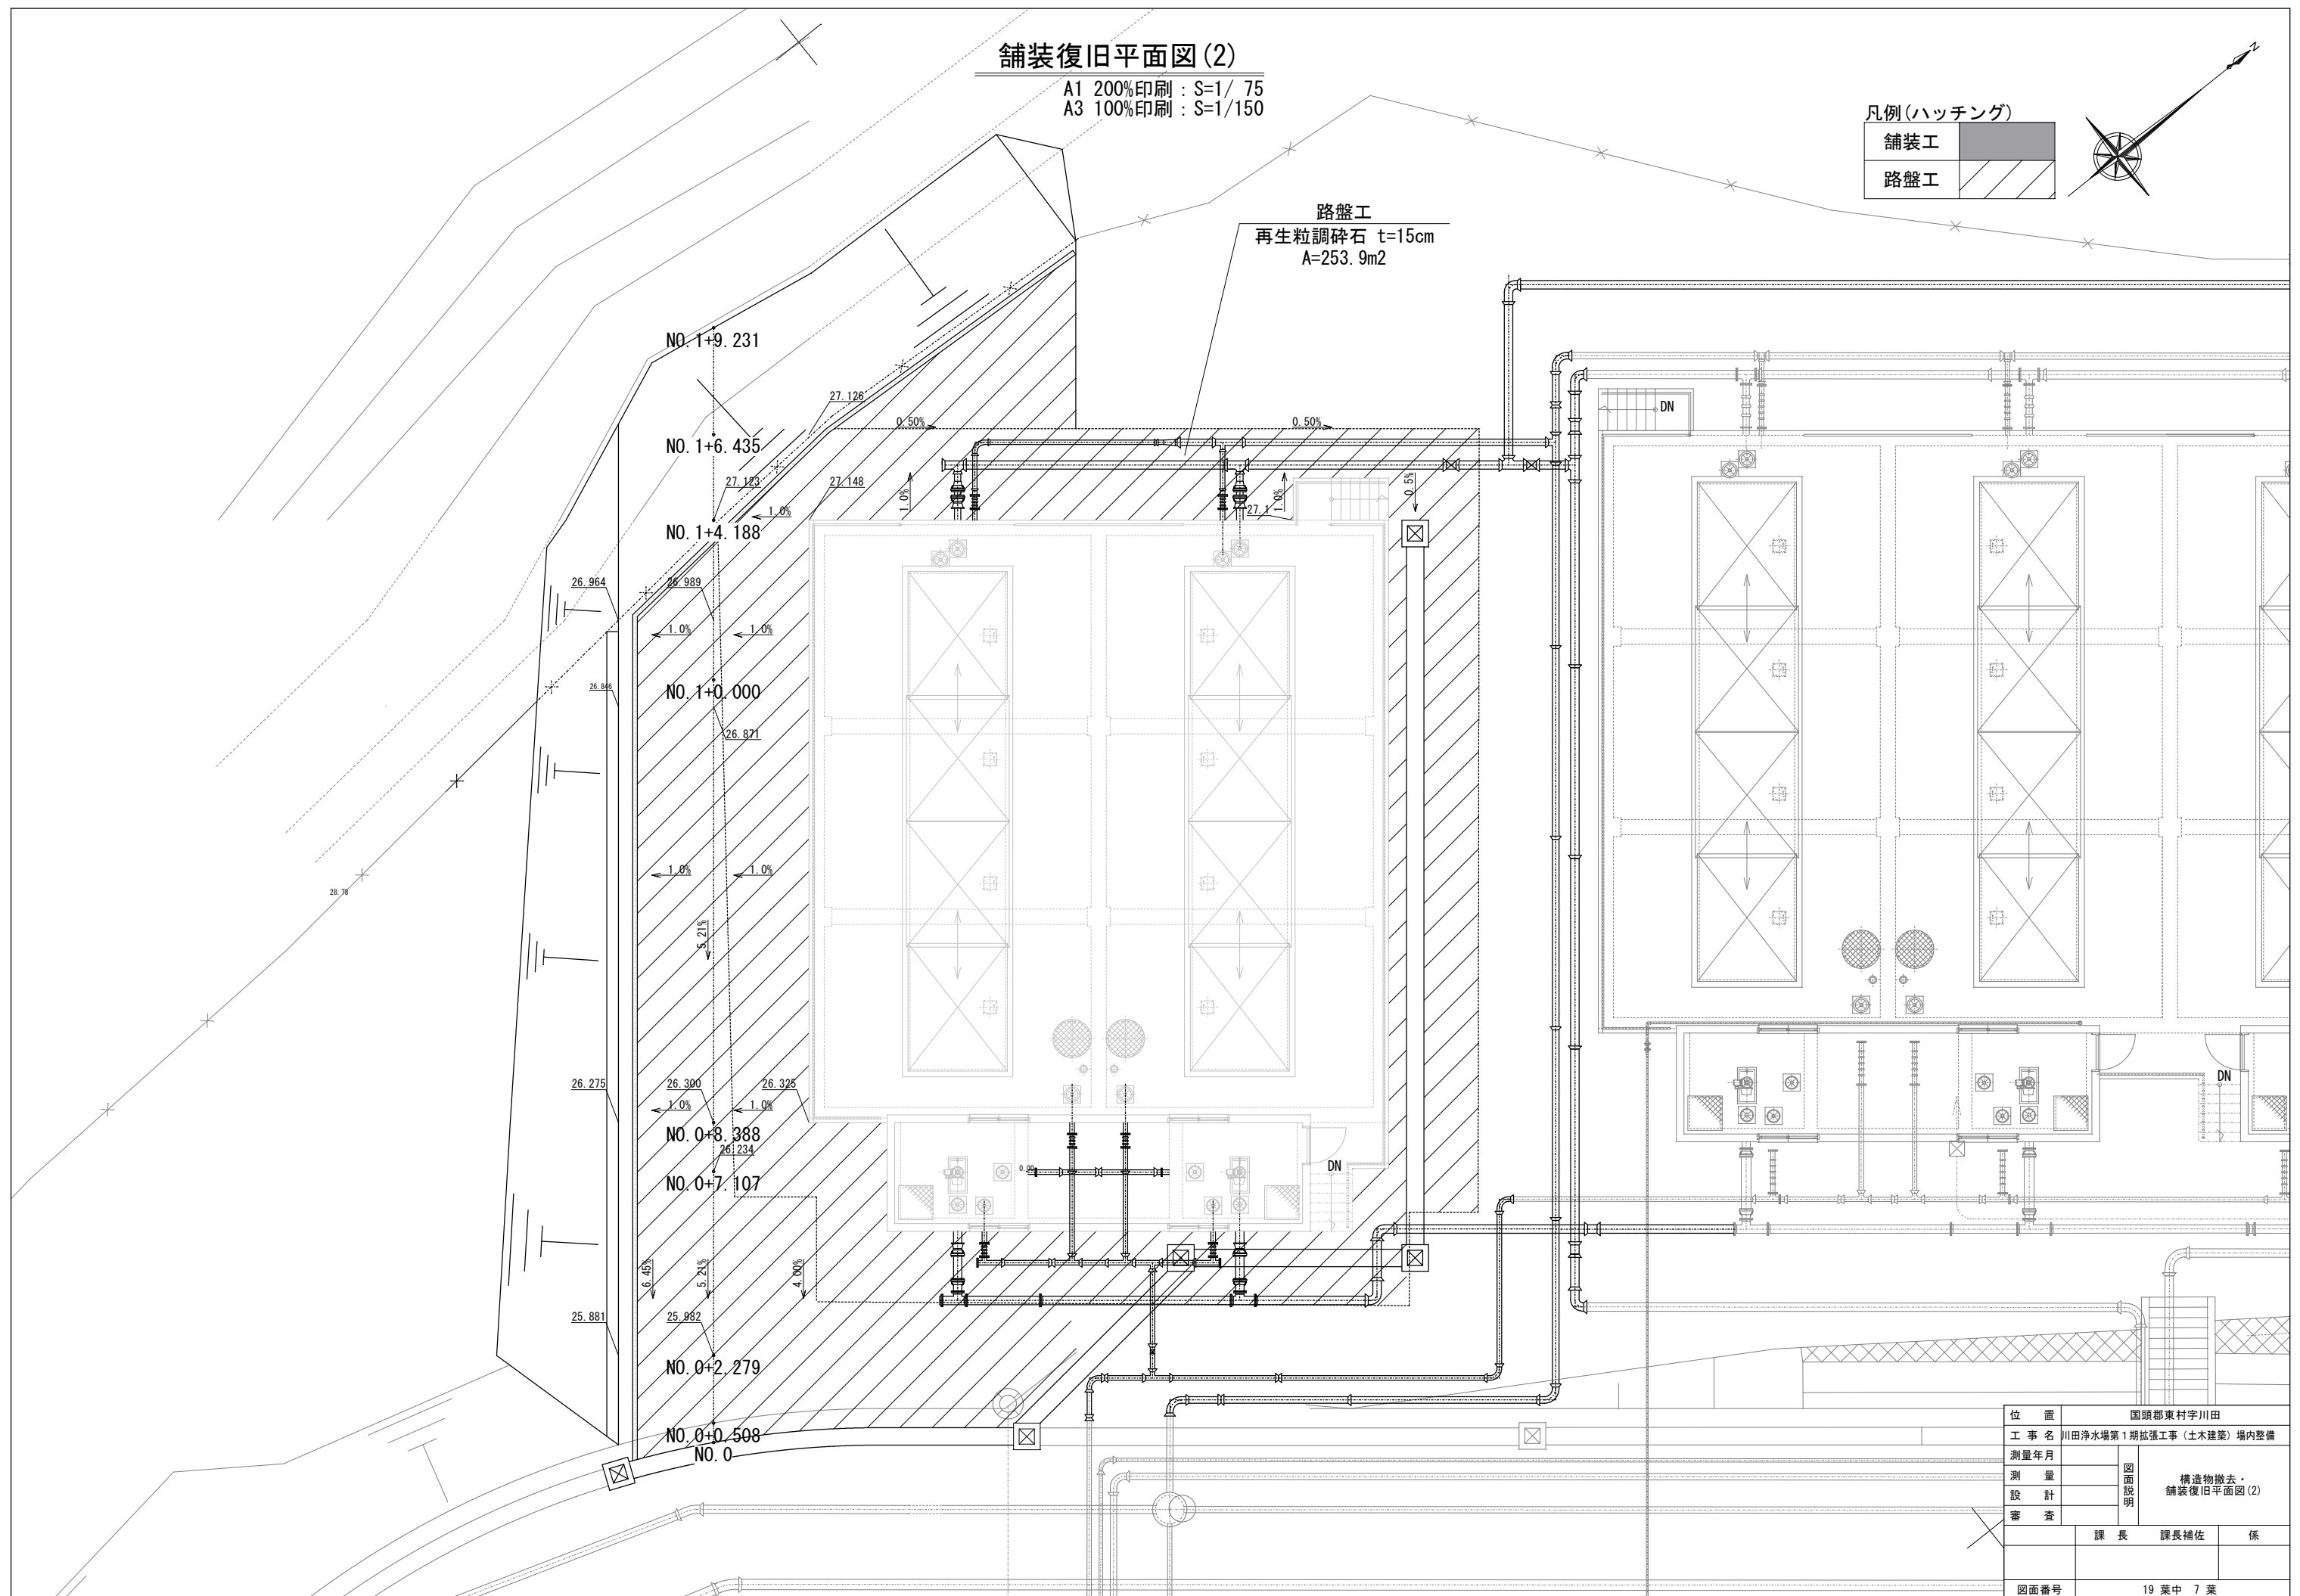 舗装復旧平面図(2)
A1 200%印刷 : S=1/ 75
A3 100%印刷 : S=1/150
凡例(ハッチング)
舗装工
路盤工
N
路盤工
再生粒調砕石 t=15cm
A=253.9m2
NO.1+9.231
27.126
0.50%
0.50%
DN
NO.1+6.435
27.123
27.148
1.0%
1.0%
0.5%
27.1
1.0%
NO.1+4.188
26.964
26.989
1.0%
1.0%
26.846
NO.1+0.000
26.871
1.0%
1.0%
28.78
5.21%
26.275
26.300
26.325
1.0%
1.0%
DN
NO.0+8.388
26.234
0.00
DN
NO.0+7.107
6.45%
5.21%
4.00%
25.881
25.982
NO.0+2.279
NO.0+0.508
NO.0
位 置 国頭郡東村字川田
工 事 名 川田浄水場第1期拡張工事(土木建築)場内整備
測量年月
測 量
設 計
審 査
図面説明
構造物撤去・
舗装復旧平面図(2)
課 長 課長補佐 係
図面番号 19 葉中 7 葉